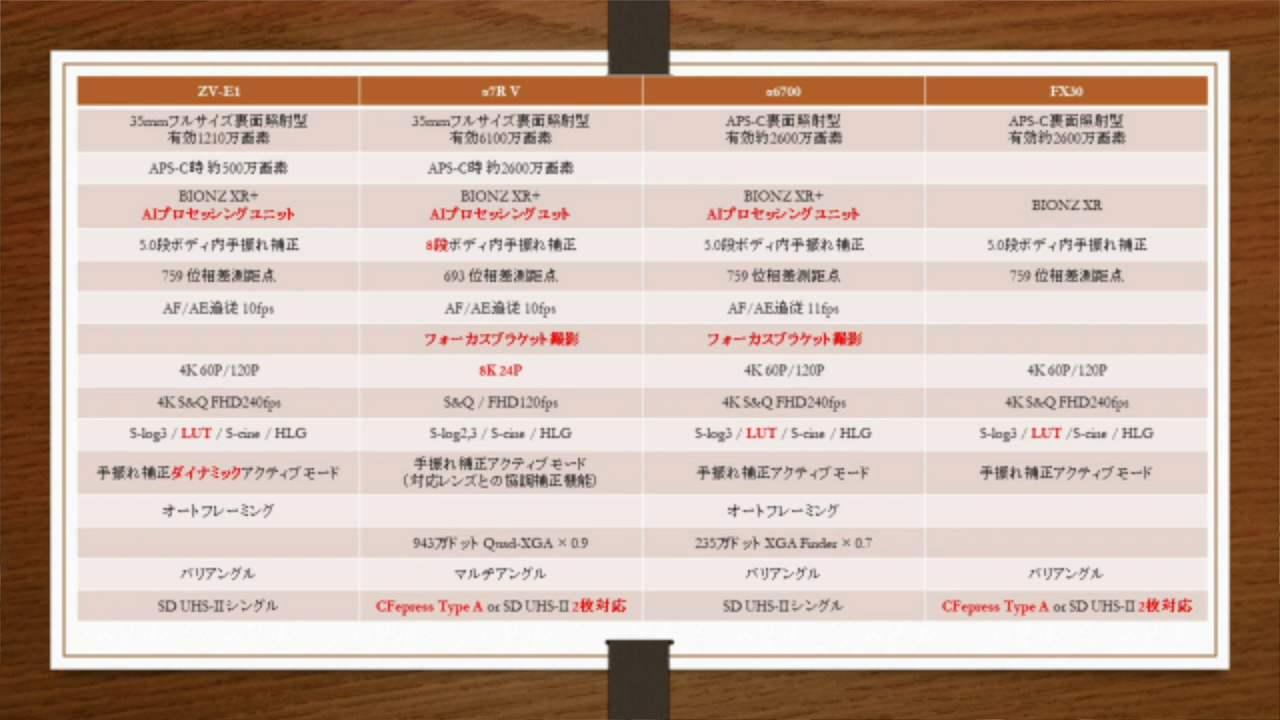 ZV-E1 α7R V α6700 FX30
35mmフルサイズ裏面照射型 35mmフルサイズ裏面照射型 APS-C裏面照射型 APS-C裏面照射型
有効1210万画素 有効6100万画素 有効約2600万画素 有効約2600万画素
APS-C時 約500万画素 APS-C時 約2600万画素
BIONZ XR+ BIONZ XR+ BIONZ XR+ BIONZ XR
AIプロセッシングユニット AIプロセッシングユット AIプロセッシングユニット
5.0段ボディ内手振れ補正 8段ボディ内手振れ補正 5.0段ボディ内手振れ補正 5.0段ボディ内手振れ補正
759 位相差測距点 693 位相差測距点 759 位相差測距点 759 位相差測距点
AF/AE追従 10fps AF/AE追従 10fps AF/AE追従 11fps
フォーカスブラケット撮影 フォーカスブラケット撮影
4K 60P/120P 8K 24P 4K 60P/120P 4K 60P/120P
4K S&Q FHD240fps S&Q / FHD120fps 4K S&Q FHD240fps 4K S&Q FHD240fps
S-log3 / LUT / S-cine / HLG S-log2,3 / S-cine / HLG S-log3 / LUT / S-cine / HLG S-log3 / LUT /S-cine / HLG
手振れ補正ダイナミックアクティブモード 手振れ補正アクティブモード 手振れ補正アクティブモード 手振れ補正アクティブモード
（対応レンズとの協調補正機能）
オートフレーミング オートフレーミング
943万ドット Quad-XGA × 0.9 235万ドット XGA Finder × 0.7
バリアングル マルチアングル バリアングル バリアングル
SD UHS-IIシングル CFepress Type A or SD UHS-II 2枚対応 SD UHS-IIシングル CFepress Type A or SD UHS-II 2枚対応